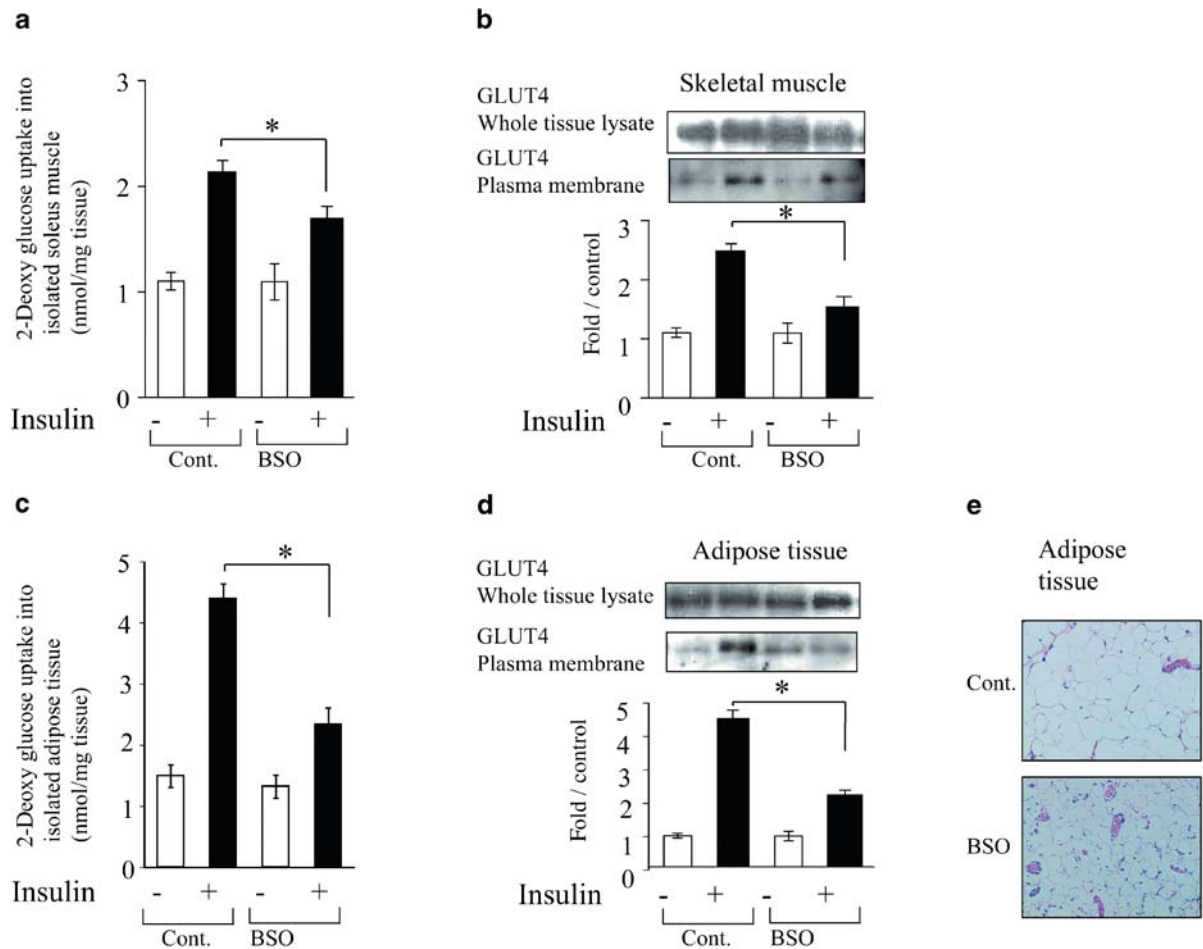 a
2-Deoxy glucose uptake into
isolated soleus muscle
(nmol/mg tissue)
3
2
1
0
*
Insulin - + - +
Cont. BSO
b
Skeletal muscle
GLUT4
Whole tissue lysate
GLUT4
Plasma membrane
Fold / control
3
2
1
0
*
Insulin - + - +
Cont. BSO
c
2-Deoxy glucose uptake into
isolated adipose tissue
(nmol/mg tissue)
5
4
3
2
1
0
*
Insulin - + - +
Cont. BSO
d
Adipose tissue
GLUT4
Whole tissue lysate
GLUT4
Plasma membrane
Fold / control
5
4
3
2
1
0
*
Insulin - + - +
Cont. BSO
e
Adipose
tissue
Cont.
BSO